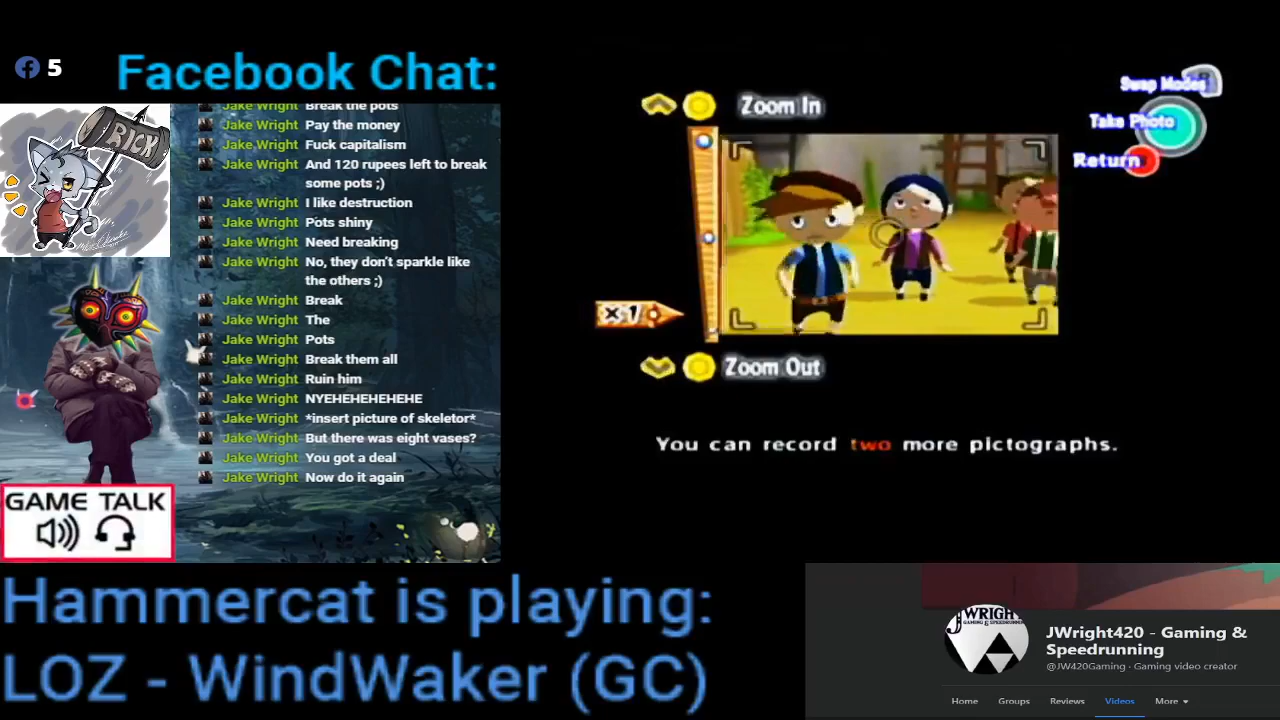 5
Facebook Chat:
RICK
Jake Wright Break the pots
Jake Wright Pay the money
Jake Wright Fuck capitalism
Jake Wright And 120 rupees left to break
some pots ;)
Jake Wright I like destruction
Jake Wright Pots shiny
Jake Wright Need breaking
Jake Wright No, they don't sparkle like
the others ;)
Jake Wright Break
Jake Wright The
Jake Wright Pots
Jake Wright Break them all
Jake Wright Ruin him
Jake Wright NYEHEHEHEHEHE
Jake Wright *insert picture of skeletor*
Jake Wright But there was eight vases?
Jake Wright You got a deal
Jake Wright Now do it again
GAME TALK
Zoom In
Swap Modes
Take Photo
Return
X1
Zoom Out
You can record two more pictographs.
Hammercat is playing:
LOZ - WindWaker (GC)
JWRIGHT
GAMING & SPEEDRUNNING
JWright420 - Gaming &
Speedrunning
@JW420Gaming · Gaming video creator
Home Groups Reviews Videos More